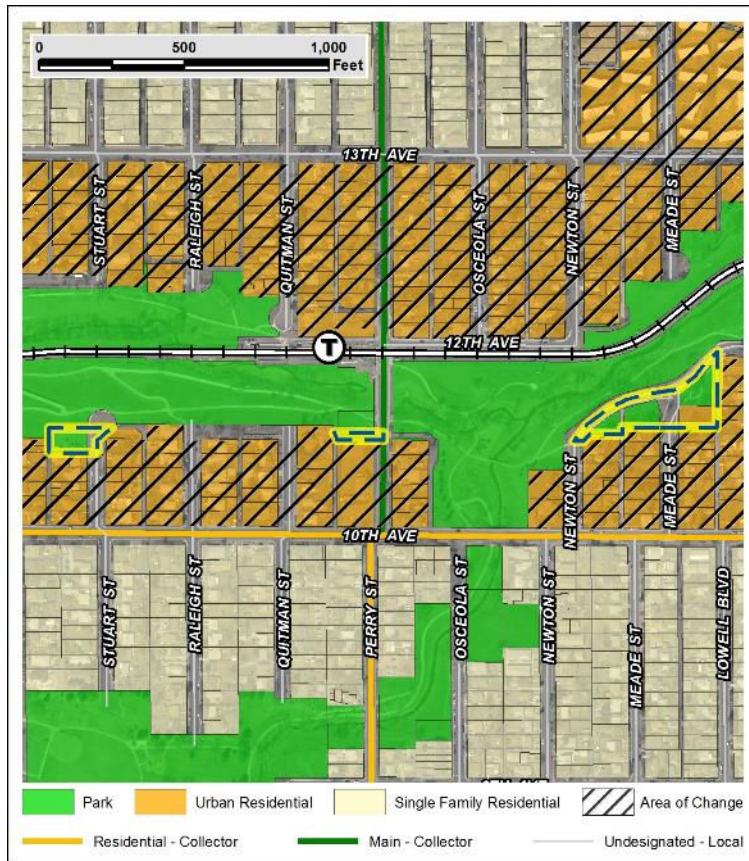 0 500 1,000
Feet
13TH AVE
STUART ST
RALEIGH ST
QUITMAN ST
OSCEOLA ST
NEWTON ST
MEADE ST
T
12TH AVE
NEWTON ST
MEADE ST
10TH AVE
STUART ST
RALEIGH ST
QUITMAN ST
PERRY ST
OSCEOLA ST
NEWTON ST
MEADE ST
LOWELL BLVD
Park
Urban Residential
Single Family Residential
Area of Change
Residential - Collector
Main - Collector
Undesignated - Local